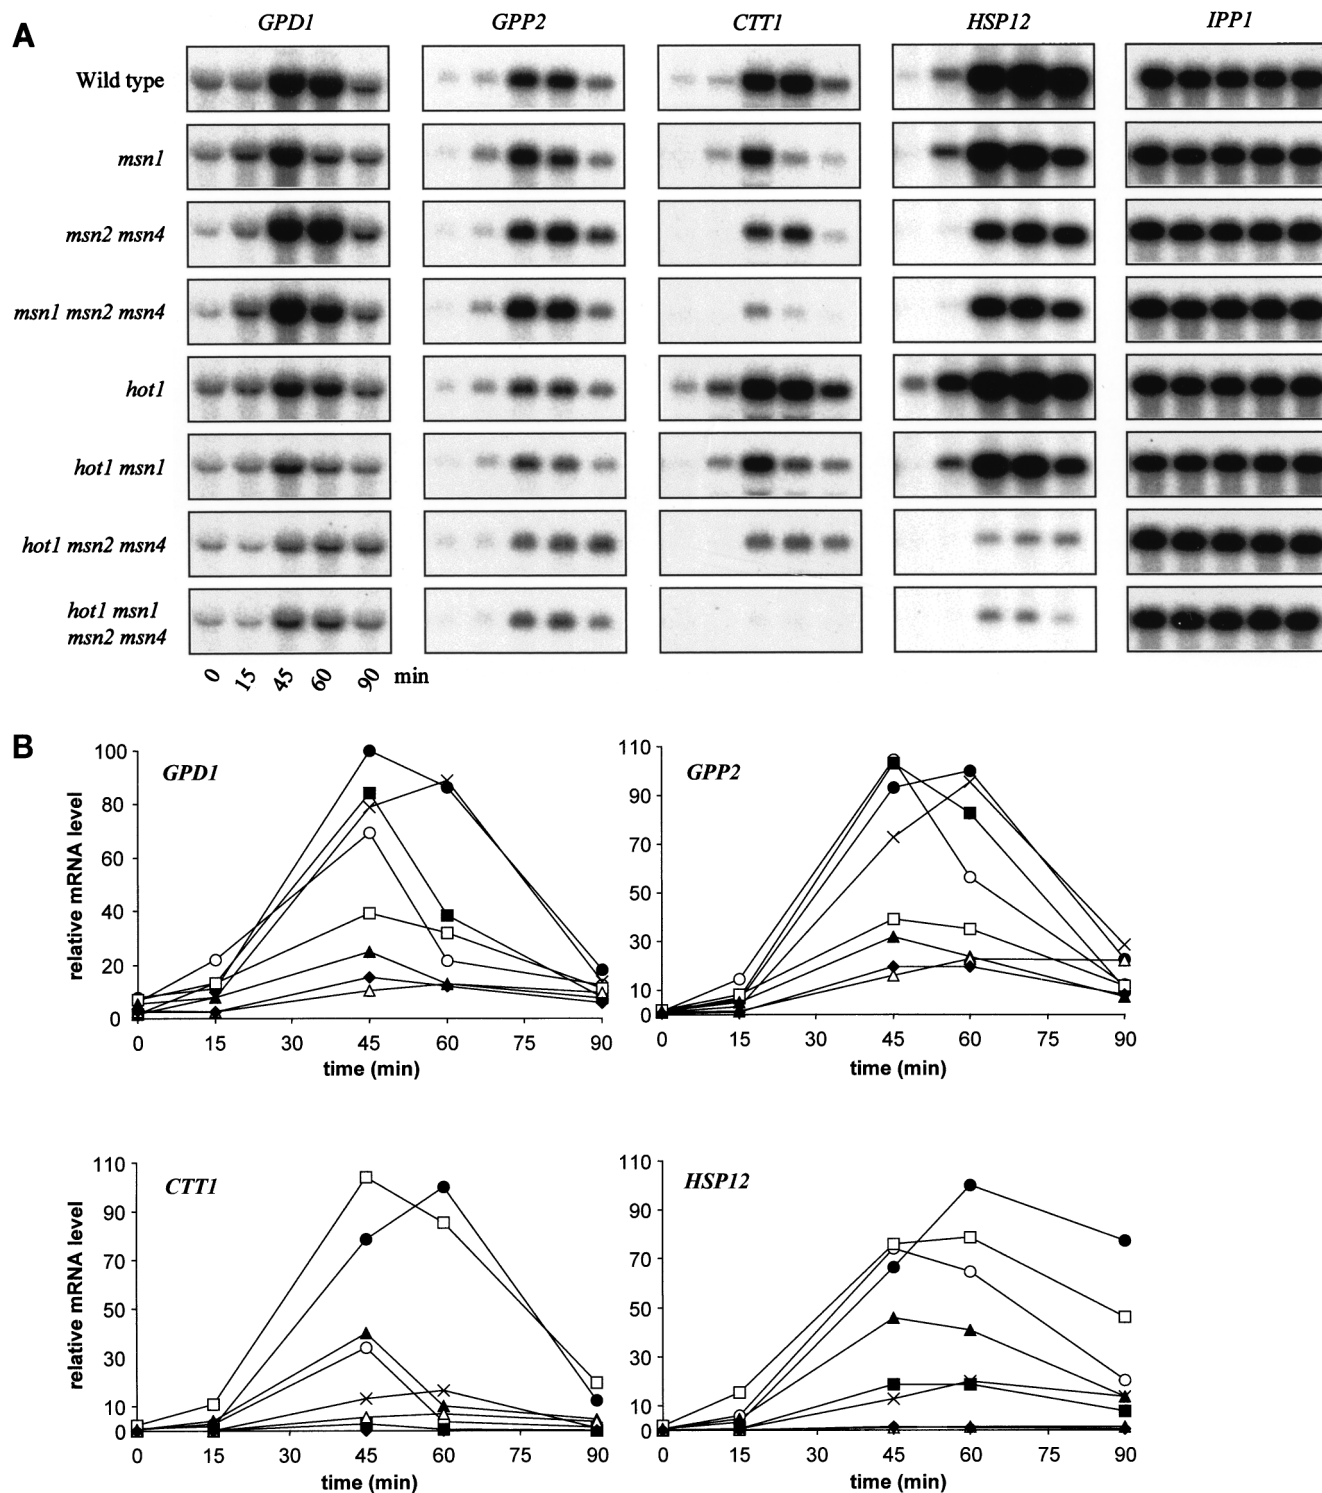 A
GPD1 GPP2 CTT1 HSP12 IPP1
Wild type
msn1
msn2 msn4
msn1 msn2 msn4
hot1
hot1 msn1
hot1 msn2 msn4
hot1 msn1
msn2 msn4
0 15 45 60 90 min
B
GPD1
relative mRNA level
100
80
60
40
20
0
0 15 30 45 60 75 90
time (min)
GPP2
110
90
70
50
30
10
0
0 15 30 45 60 75 90
time (min)
CTT1
relative mRNA level
110
90
70
50
30
10
0
0 15 30 45 60 75 90
time (min)
HSP12
110
90
70
50
30
10
0
0 15 30 45 60 75 90
time (min)